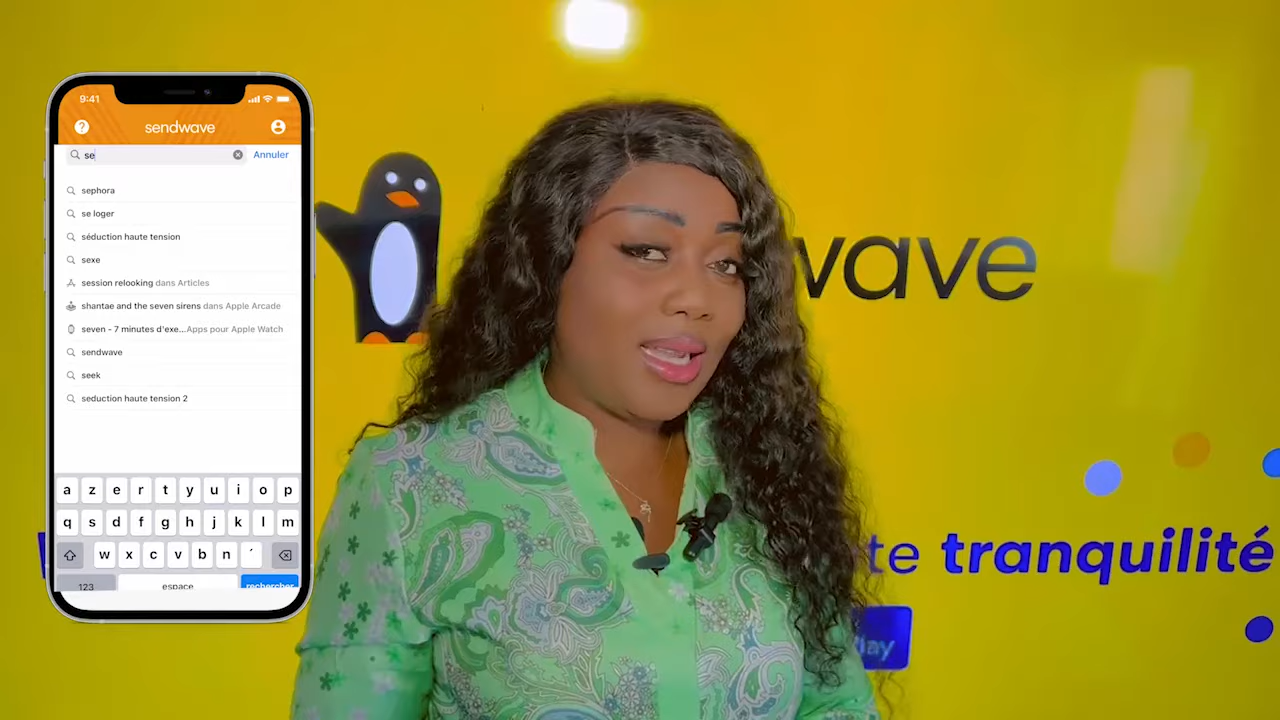 9:41
sendwave
se
Annuler
sephora
se loger
séduction haute tension
sexe
session relooking dans Articles
shantae and the seven sirens dans Apple Arcade
seven - 7 minutes d'exe...Apps pour Apple Watch
sendwave
seek
seduction haute tension 2
a z e r t y u i o p
q s d f g h j k l m
w x c v b n ´
123 espace rechercher
wave
te tranquilité
lay